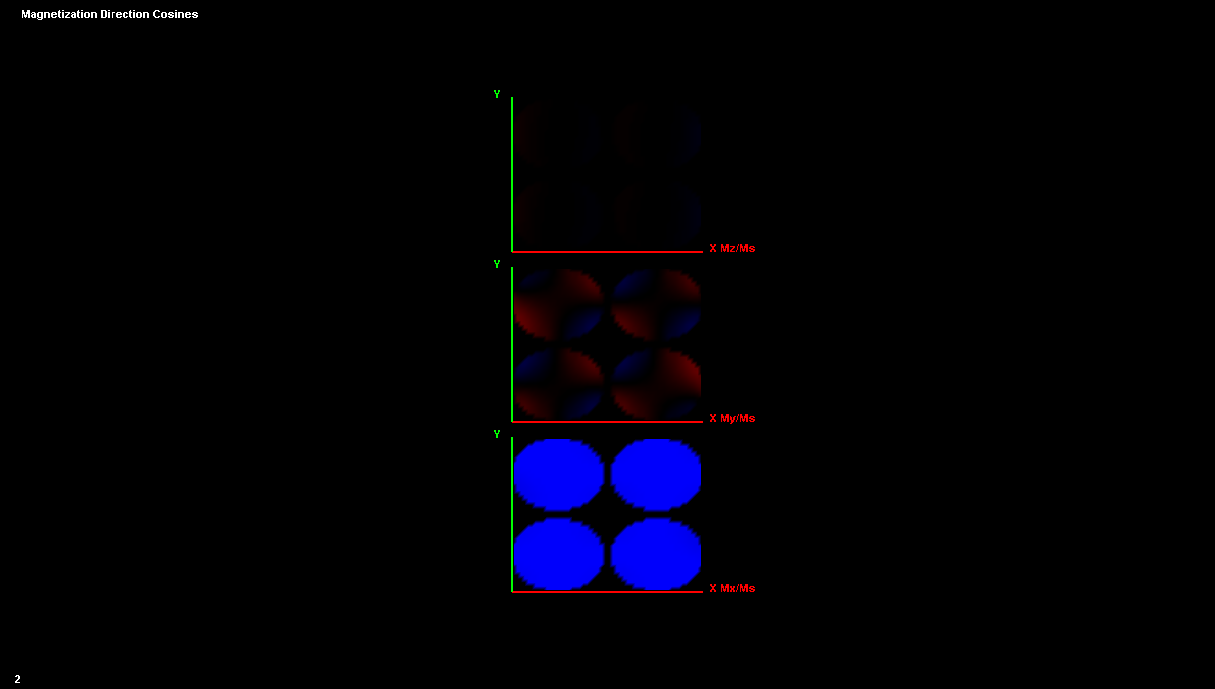 Magnetization Direction Cosines
Y
X Mz/Ms
Y
X My/Ms
Y
X Mx/Ms
2